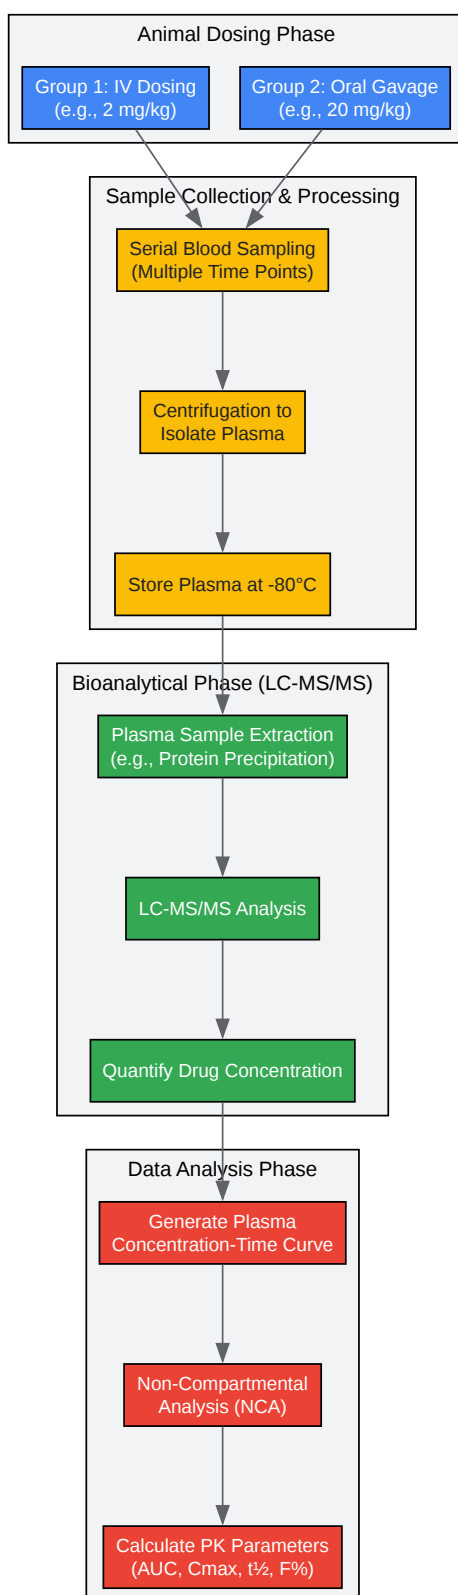 Animal Dosing Phase
Group 1: IV Dosing
(e.g., 2 mg/kg)
Group 2: Oral Gavage
(e.g., 20 mg/kg)
Sample Collection & Processing
Serial Blood Sampling
(Multiple Time Points)
Centrifugation to
Isolate Plasma
Store Plasma at -80°C
Bioanalytical Phase (LC-MS/MS)
Plasma Sample Extraction
(e.g., Protein Precipitation)
LC-MS/MS Analysis
Quantify Drug Concentration
Data Analysis Phase
Generate Plasma
Concentration-Time Curve
Non-Compartmental
Analysis (NCA)
Calculate PK Parameters
(AUC, Cmax, t½, F%)